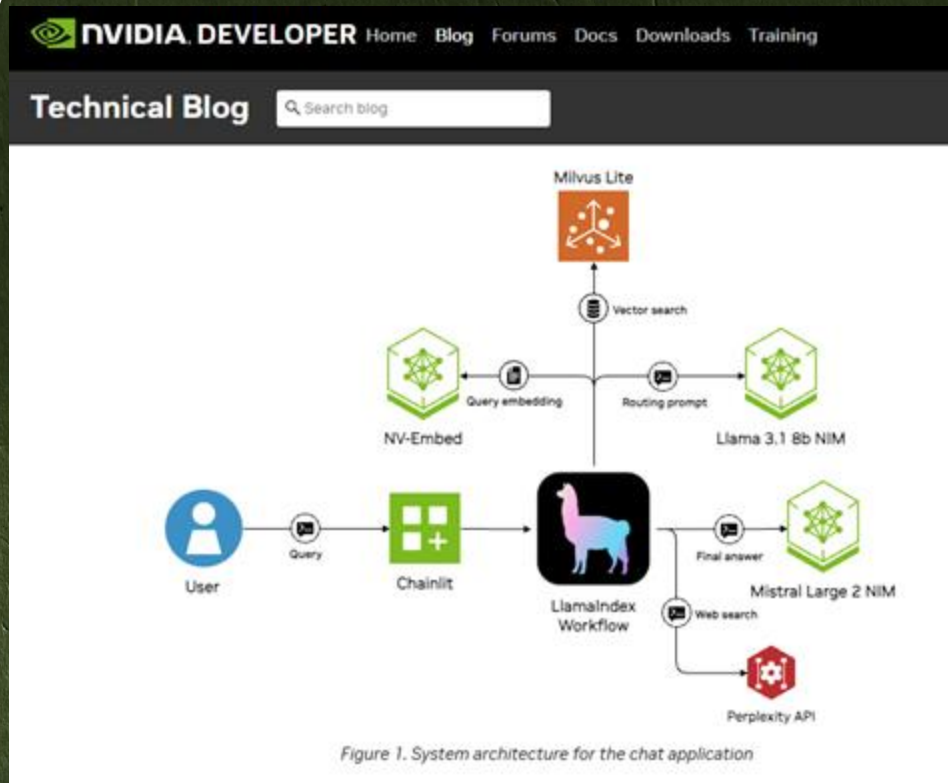 NVIDIA. DEVELOPER Home Blog Forums Docs Downloads Training
Technical Blog Search blog
Milvus Lite
Vector search
Query embedding
Routing prompt
NV-Embed
Llama 3.1 8b NIM
Query
Final answer
User
Chainlit
LlamaIndex
Workflow
Mistral Large 2 NIM
Web search
Perplexity API
Figure 1. System architecture for the chat application